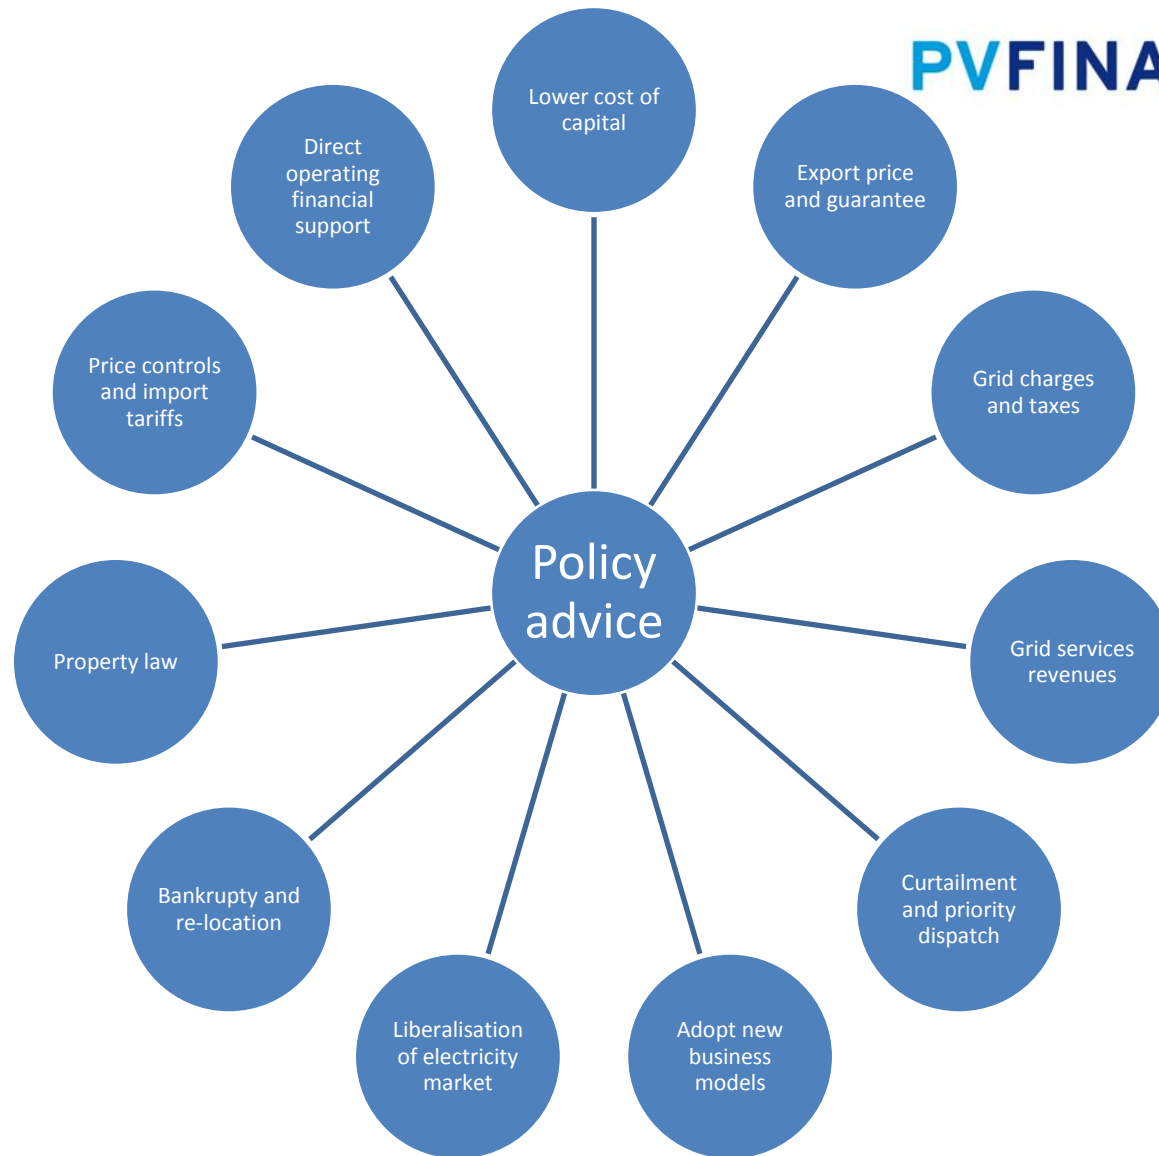 PVFINA
Lower cost of
capital
Export price
and guarantee
Grid charges
and taxes
Grid services
revenues
Curtailment
and priority
dispatch
Adopt new
business
models
Liberalisation
of electricity
market
Bankrupty and
re-location
Property law
Price controls
and import
tariffs
Direct
operating
financial
support
Policy
advice